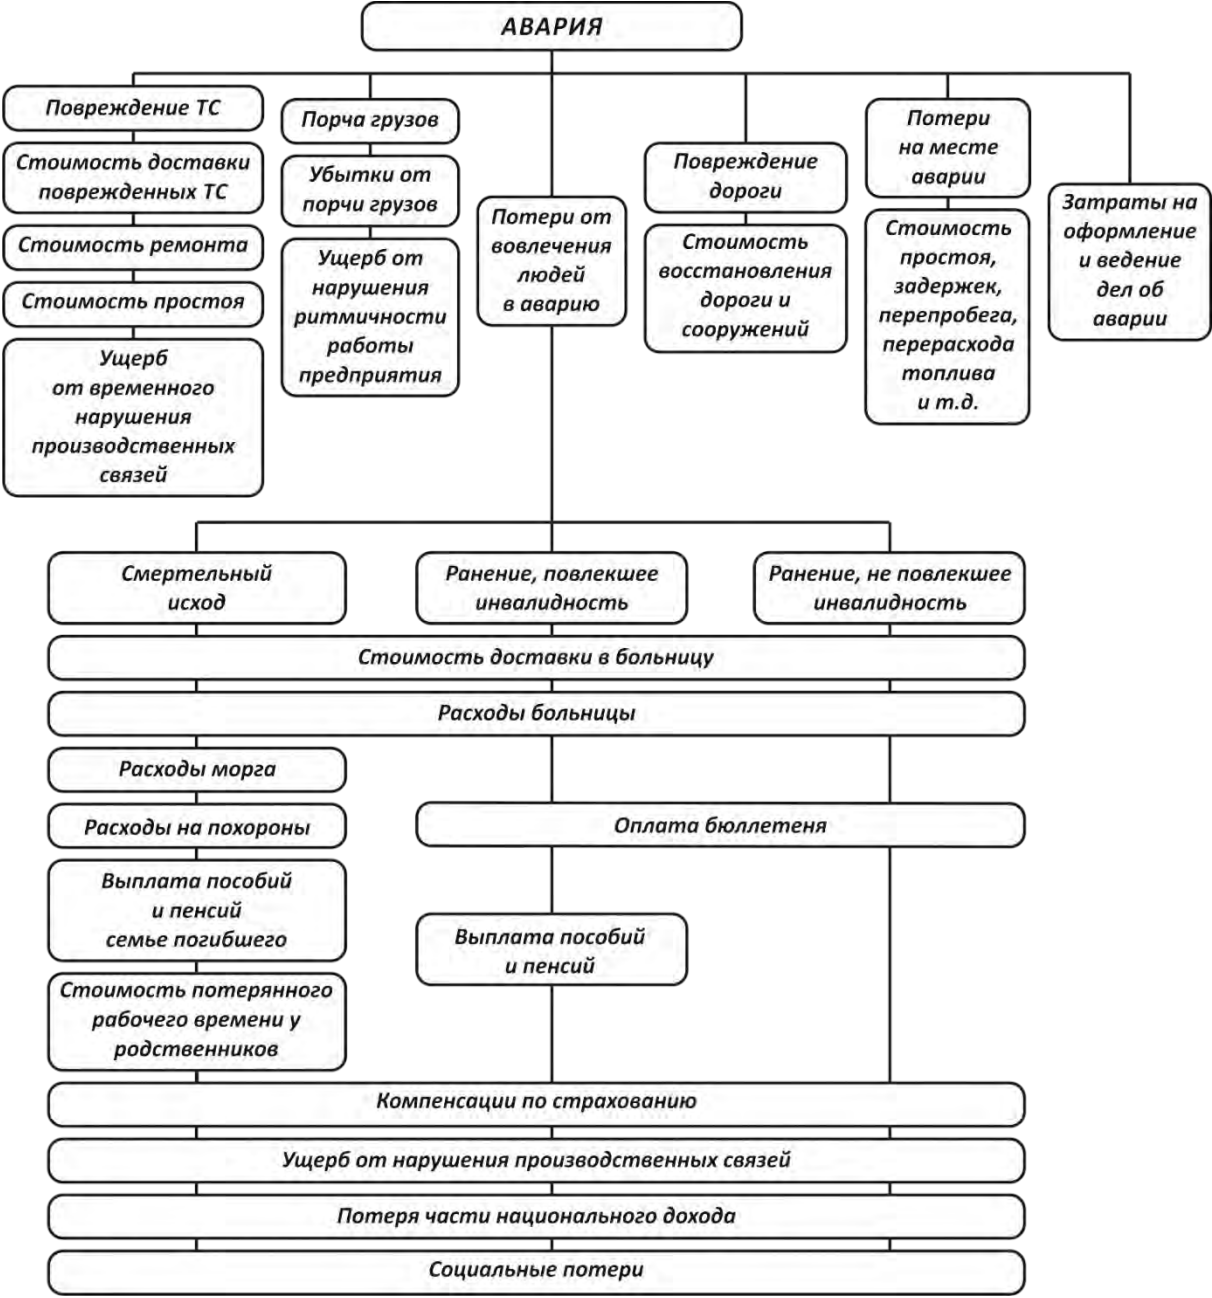 АВАРИЯ
Повреждение ТС
Стоимость доставки
поврежденных ТС
Стоимость ремонта
Стоимость простоя
Ущерб
от временного
нарушения
производственных
связей
Порча грузов
Убытки от
порчи грузов
Ущерб от
нарушения
ритмичности
работы
предприятия
Потери от
вовлечения
людей
в аварию
Повреждение
дороги
Стоимость
восстановления
дороги и
сооружений
Потери
на месте
аварии
Стоимость
простоя,
задержек,
перепробега,
перерасхода
топлива
и т.д.
Затраты на
оформление
и ведение
дел об
аварии
Смертельный
исход
Ранение, повлекшее
инвалидность
Ранение, не повлекшее
инвалидность
Стоимость доставки в больницу
Расходы больницы
Расходы морга
Расходы на похороны
Оплата бюллетеня
Выплата пособий
и пенсий
семье погибшего
Выплата пособий
и пенсий
Стоимость потерянного
рабочего времени у
родственников
Компенсации по страхованию
Ущерб от нарушения производственных связей
Потеря части национального дохода
Социальные потери